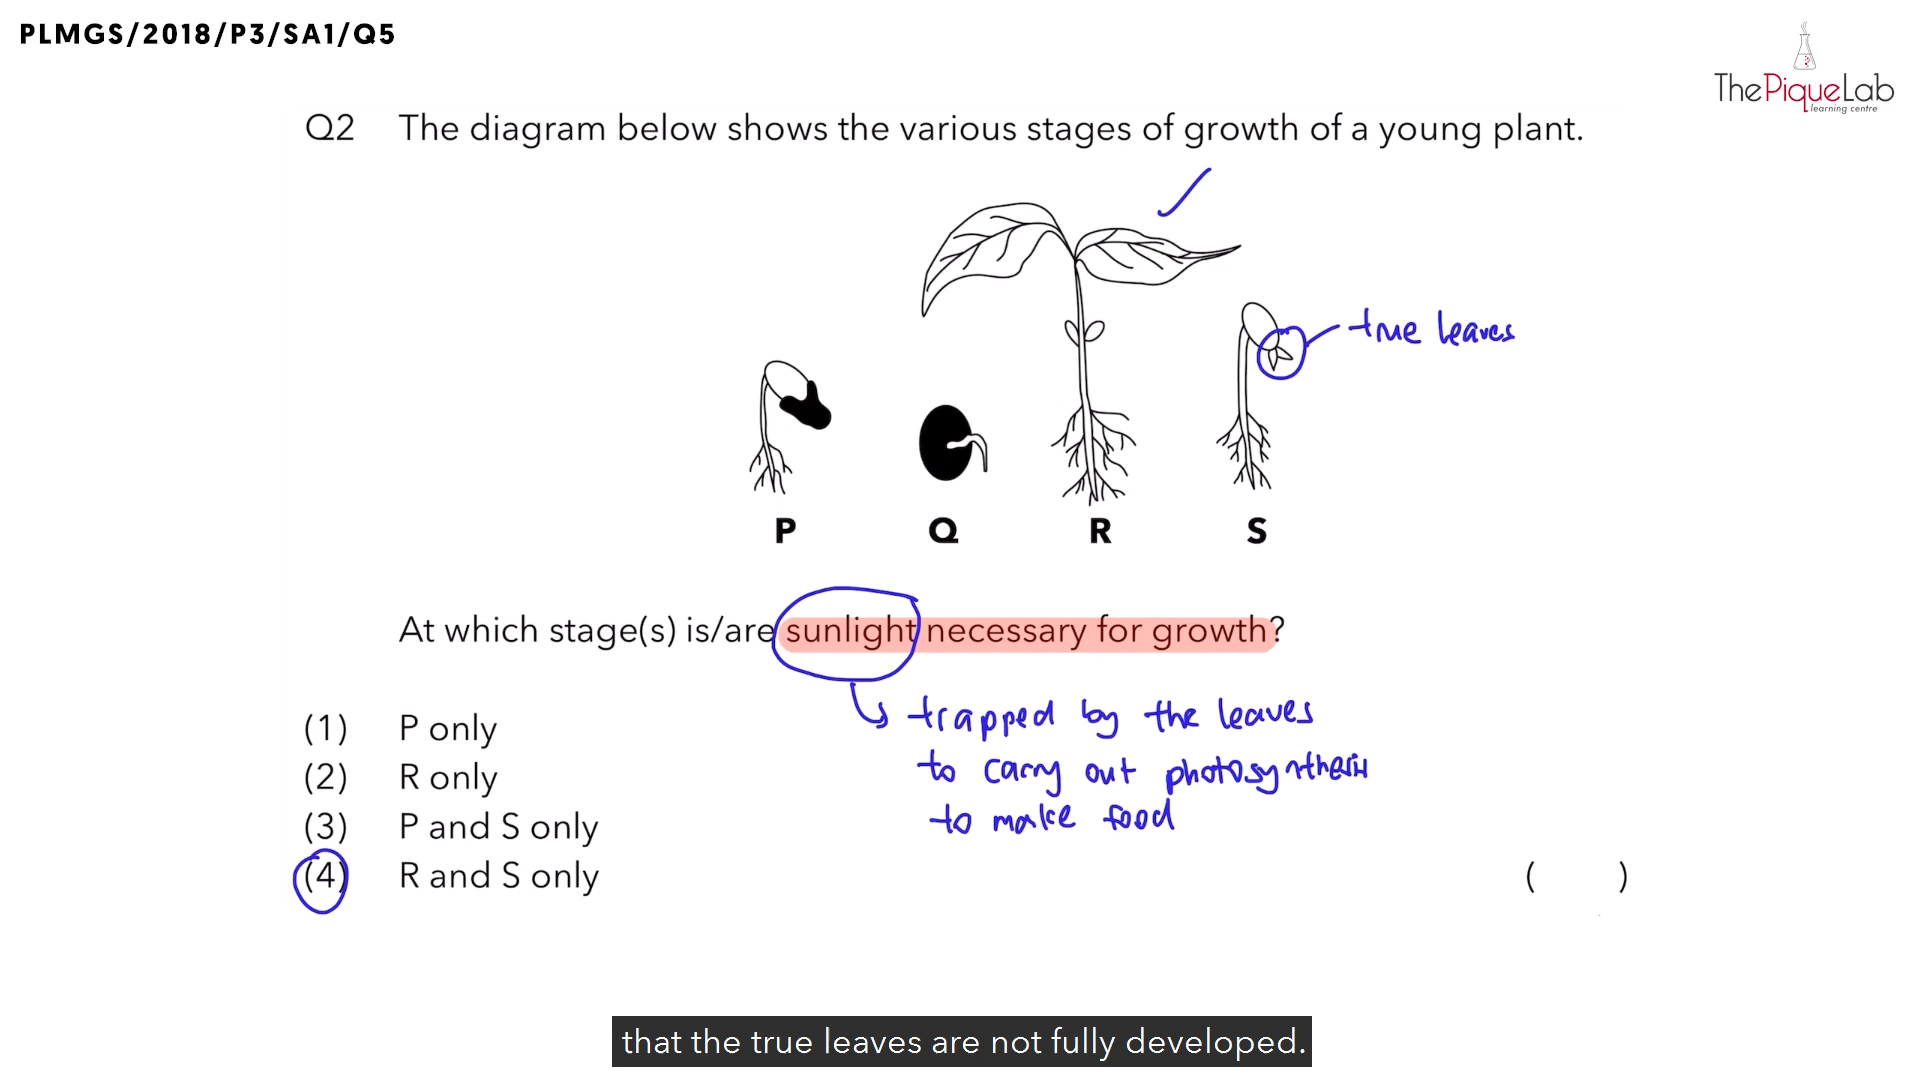 PLMGS/2018/P3/SA1/Q5
ThePiqueLab
learning centre
Q2 The diagram below shows the various stages of growth of a young plant.
true leaves
P Q R S
At which stage(s) is/are sunlight necessary for growth?
trapped by the leaves
to carry out photosynthesis
to make food
(1) P only
(2) R only
(3) P and S only
(4) R and S only ( )
that the true leaves are not fully developed.